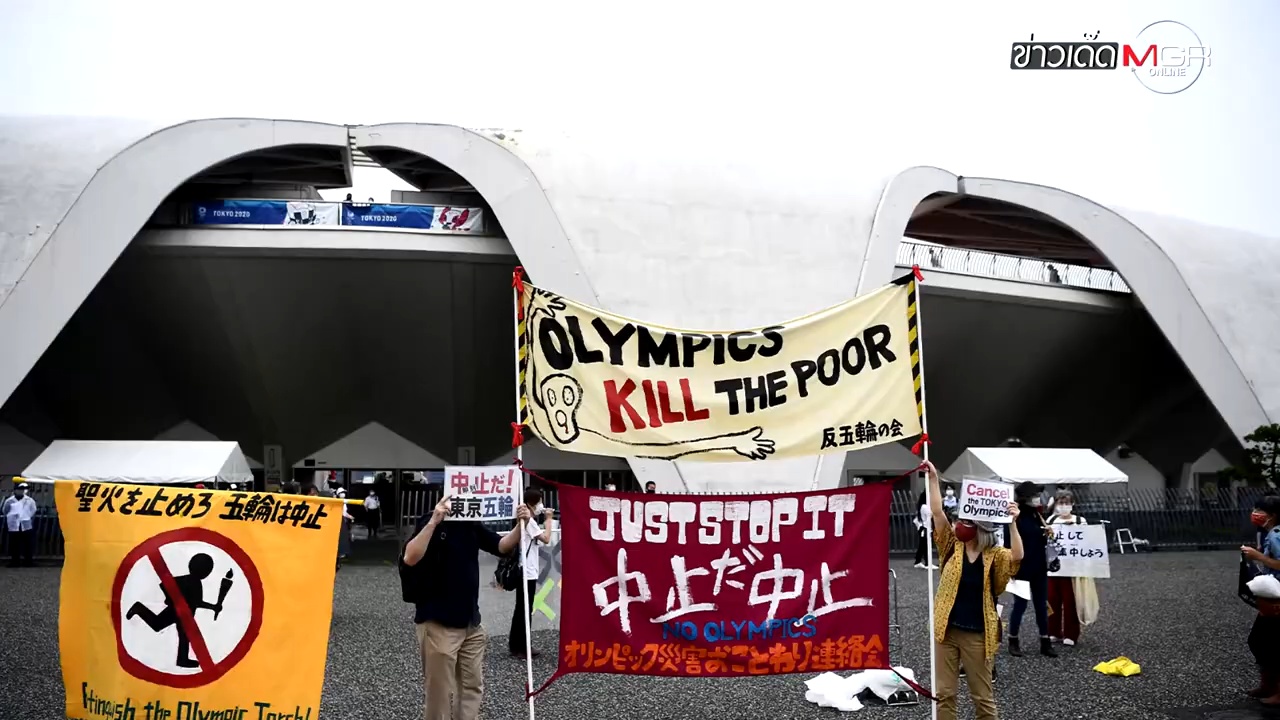 ข่าวเด็ด MGR
ONLINE
TOKYO 2020
TOKYO 2020
OLYMPICS
KILL THE POOR
反五輪の会
聖火を止めろ 五輪は中止
the Olympic Torch!
中止だ!
東京五輪
JUST STOP IT
中止だ中止
NO OLYMPICS
オリンピック災害おことわり連絡会
Cancel
the TOKYO
Olympics